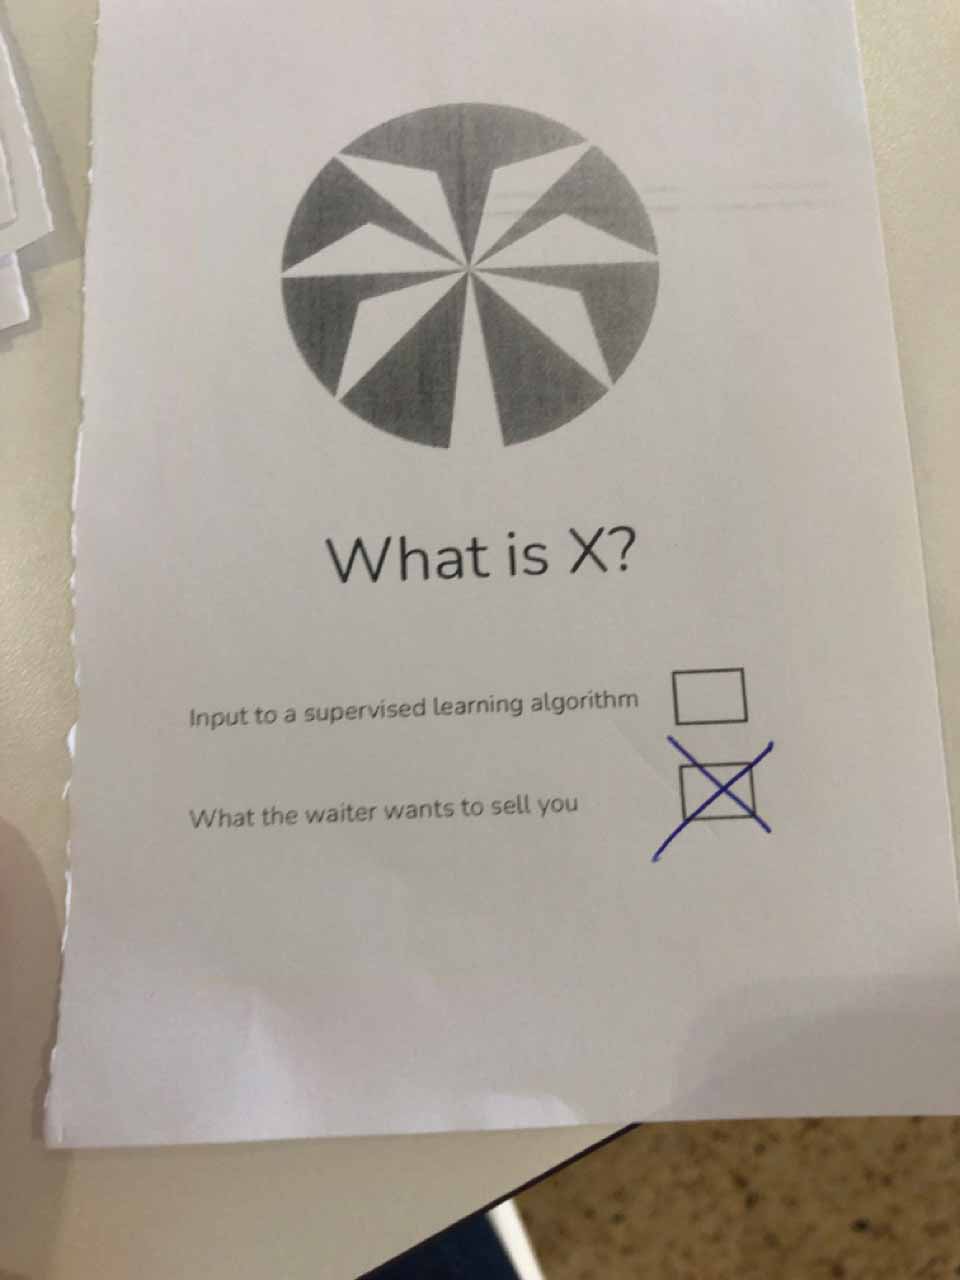 What is X?
Input to a supervised learning algorithm
What the waiter wants to sell you